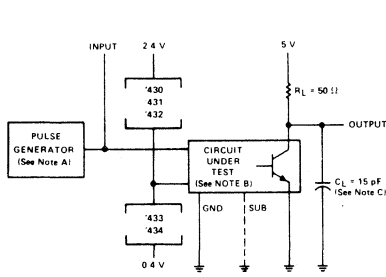 INPUT
2 4 V
5 V
'430
431
'432
RL = 50 Ω
OUTPUT
PULSE
GENERATOR
(See Note A)
CIRCUIT
UNDER
TEST
(See NOTE B)
CL = 15 pF
(See Note C)
GND
SUB
'433
'434
0 4 V